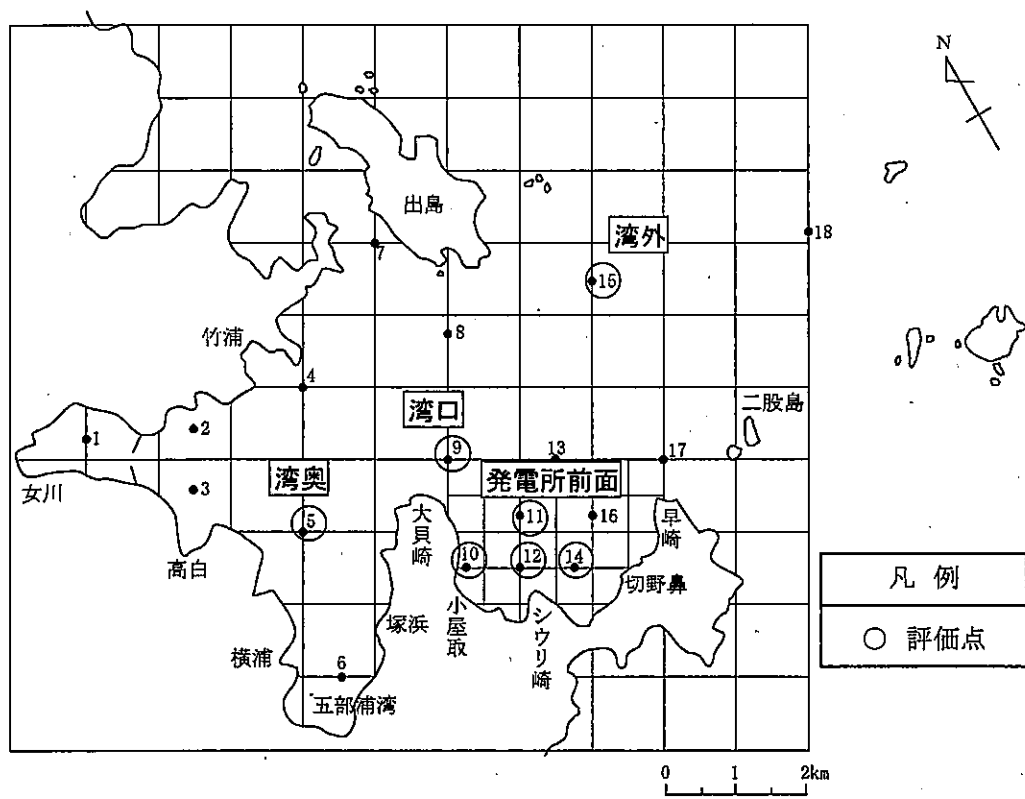 N
出島
湾外
18
7
15
竹浦
8
4
二股島
湾口
2
1
9
13
17
湾奥
発電所前面
女川
3
5
大貝崎
11
16
早崎
高白
10
12
14
切野鼻
凡 例
小屋取
シウリ崎
塚浜
○ 評価点
横浦
6
五部浦湾
0 1 2km